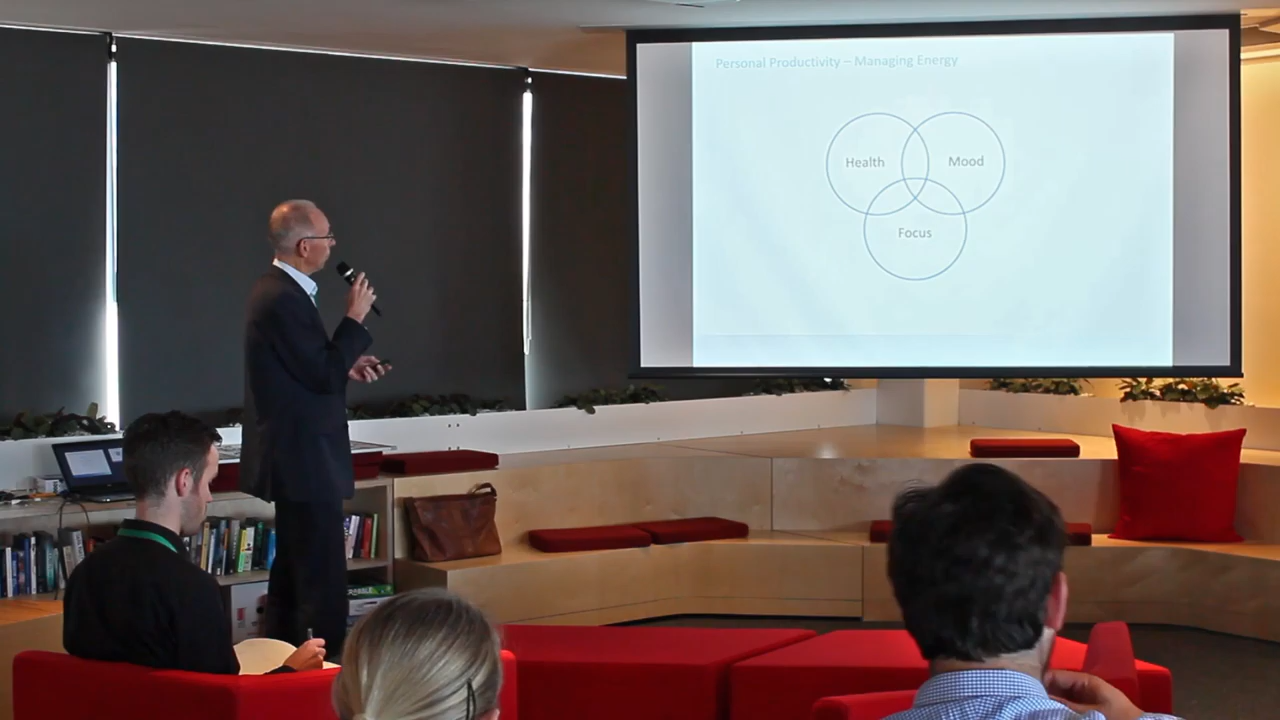 Personal Productivity – Managing Energy
Health
Mood
Focus